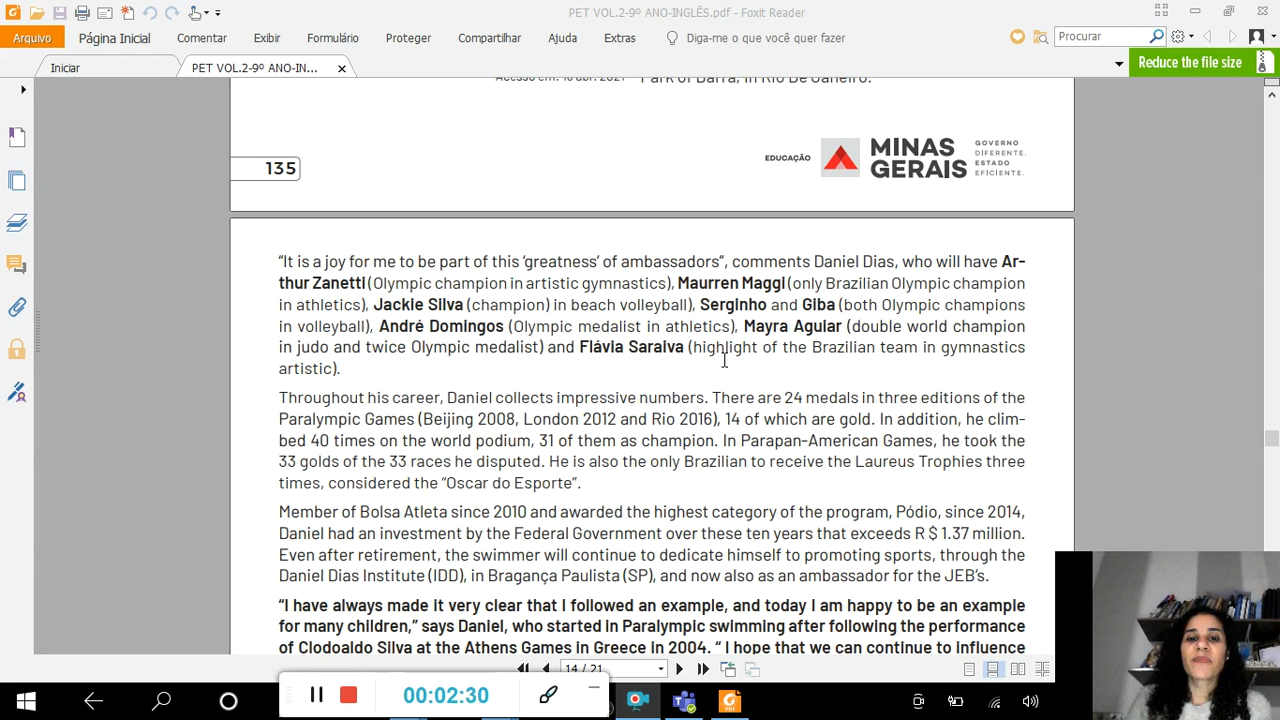 PET VOL.2-9º ANO-INGLÊS.pdf - Foxit Reader
Arquivo Página Inicial Comentar Exibir Formulário Proteger Compartilhar Ajuda Extras Diga-me o que você quer fazer Procurar
Iniciar PET VOL.2-9º ANO-IN... Reduce the file size
Acesso em: 16 abr. 2021 Park of Barra, in Rio De Janeiro.
135
EDUCAÇÃO
MINAS
GERAIS
GOVERNO
DIFERENTE.
ESTADO
EFICIENTE.
“It is a joy for me to be part of this ‘greatness’ of ambassadors”, comments Daniel Dias, who will have Ar-
thur Zanetti (Olympic champion in artistic gymnastics), Maurren Maggi (only Brazilian Olympic champion
in athletics), Jackie Silva (champion) in beach volleyball), Serginho and Giba (both Olympic champions
in volleyball), André Domingos (Olympic medalist in athletics), Mayra Aguiar (double world champion
in judo and twice Olympic medalist) and Flávia Saraiva (highlight of the Brazilian team in gymnastics
artistic).
Throughout his career, Daniel collects impressive numbers. There are 24 medals in three editions of the
Paralympic Games (Beijing 2008, London 2012 and Rio 2016), 14 of which are gold. In addition, he clim-
bed 40 times on the world podium, 31 of them as champion. In Parapan-American Games, he took the
33 golds of the 33 races he disputed. He is also the only Brazilian to receive the Laureus Trophies three
times, considered the “Oscar do Esporte”.
Member of Bolsa Atleta since 2010 and awarded the highest category of the program, Pódio, since 2014,
Daniel had an investment by the Federal Government over these ten years that exceeds R $ 1.37 million.
Even after retirement, the swimmer will continue to dedicate himself to promoting sports, through the
Daniel Dias Institute (IDD), in Bragança Paulista (SP), and now also as an ambassador for the JEB’s.
“I have always made it very clear that I followed an example, and today I am happy to be an example
for many children,” says Daniel, who started in Paralympic swimming after following the performance
of Clodoaldo Silva at the Athens Games in Greece in 2004. “ I hope that we can continue to influence
14 / 21
00:02:30